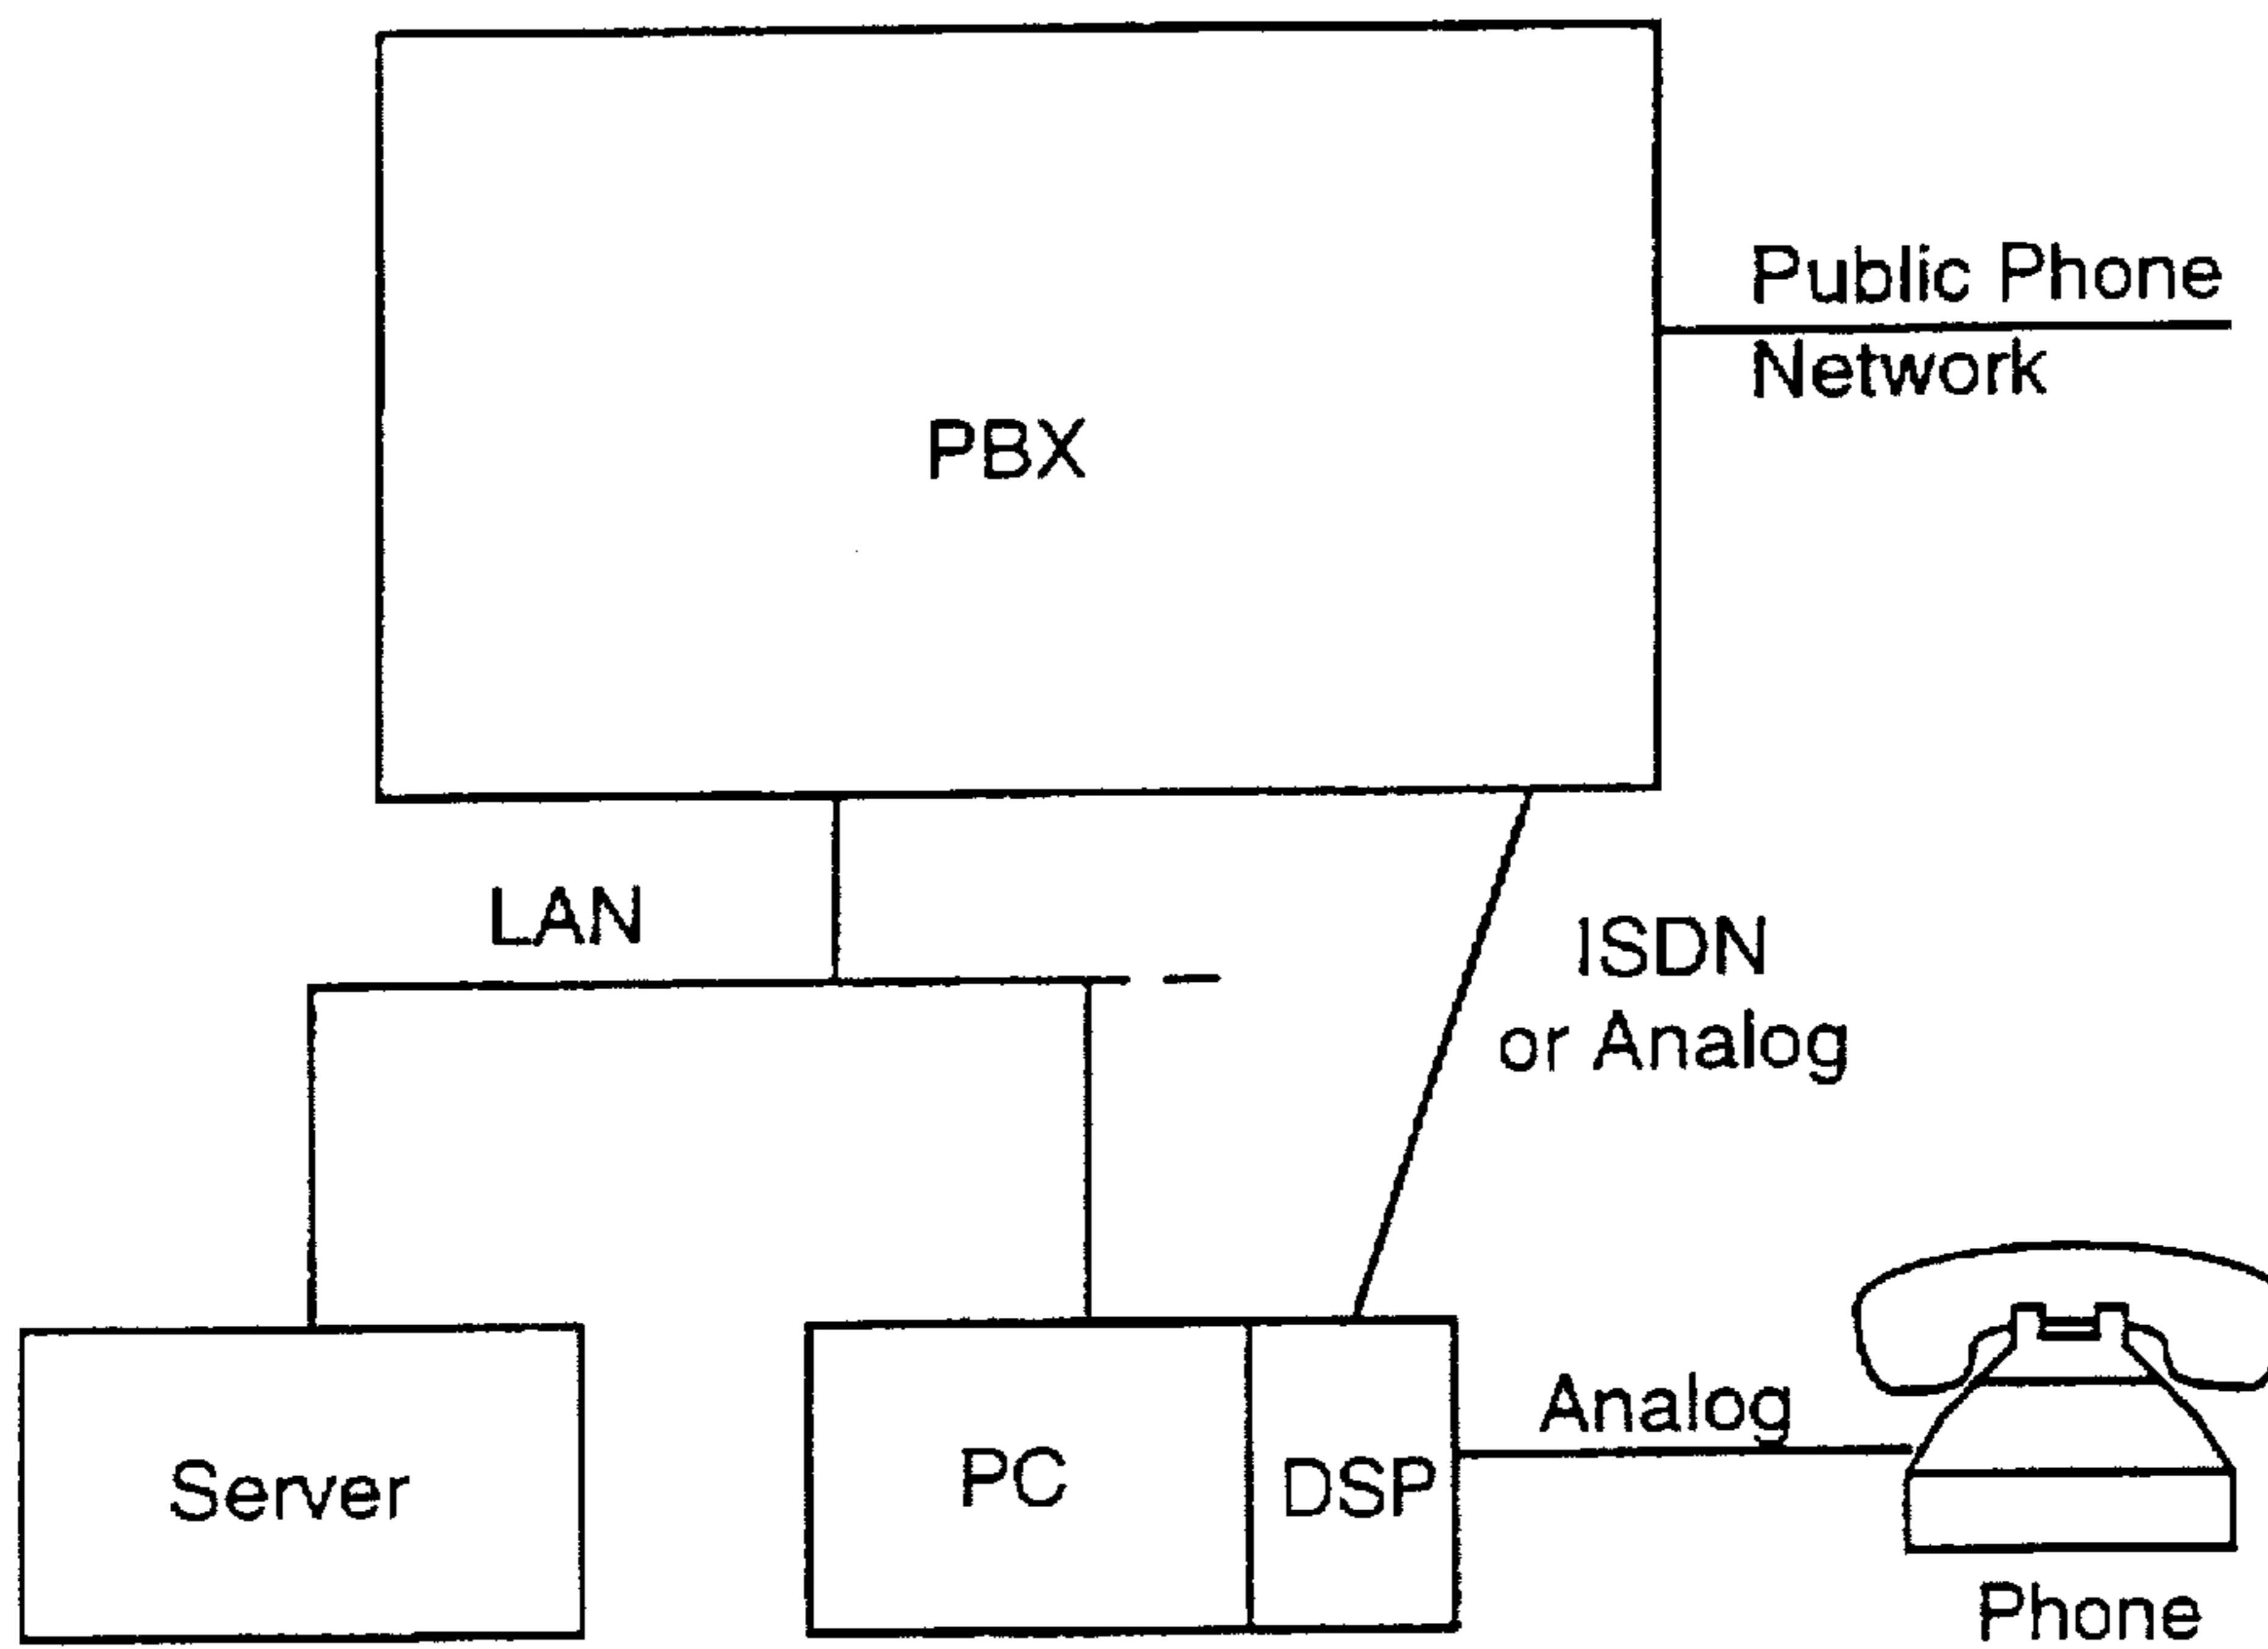 Public Phone
Network
PBX
LAN
ISDN
or Analog
Analog
Server
PC
DSP
Phone